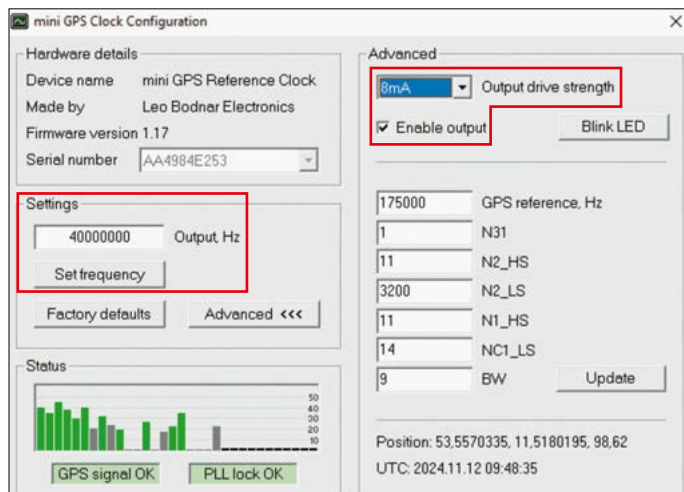 mini GPS Clock Configuration
Hardware details
Device name mini GPS Reference Clock
Made by Leo Bodnar Electronics
Firmware version 1.17
Serial number AA4984E253
Settings
40000000 Output, Hz
Set frequency
Factory defaults Advanced <<<
Status
50
40
30
20
10
GPS signal OK PLL lock OK
Advanced
8mA Output drive strength
Enable output Blink LED
175000 GPS reference, Hz
1 N31
11 N2_HS
3200 N2_LS
11 N1_HS
14 NC1_LS
9 BW Update
Position: 53,5570335, 11,5180195, 98,62
UTC: 2024.11.12 09:48:35